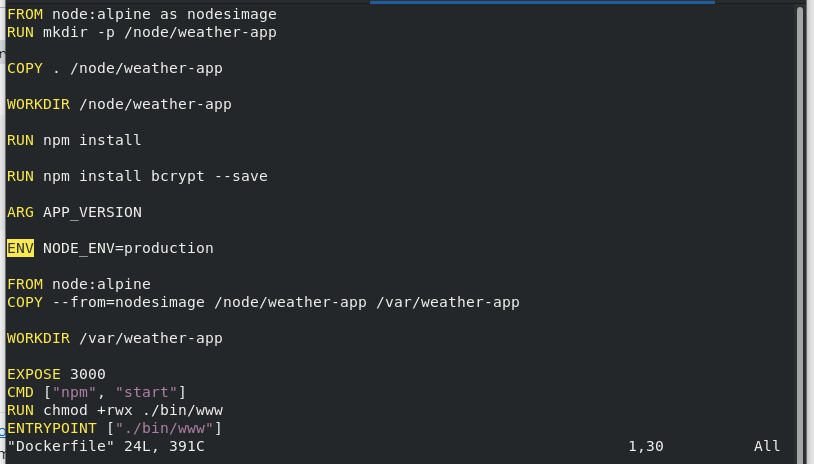 FROM node:alpine as nodesimage
RUN mkdir -p /node/weather-app
COPY . /node/weather-app
WORKDIR /node/weather-app
RUN npm install
RUN npm install bcrypt --save
ARG APP_VERSION
ENV NODE_ENV=production
FROM node:alpine
COPY --from=nodesimage /node/weather-app /var/weather-app
WORKDIR /var/weather-app
EXPOSE 3000
CMD ["npm", "start"]
RUN chmod +rwx ./bin/www
ENTRYPOINT ["./bin/www"]
"Dockerfile" 24L, 391C 1,30 All